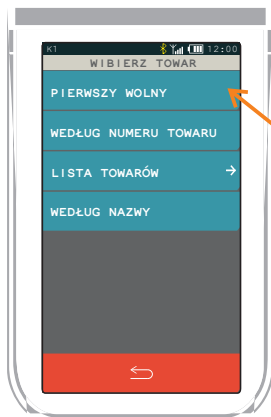 K1 12:00
WIBIERZ TOWAR
PIERWSZY WOLNY
WEDŁUG NUMERU TOWARU
LISTA TOWARÓW
WEDŁUG NAZWY